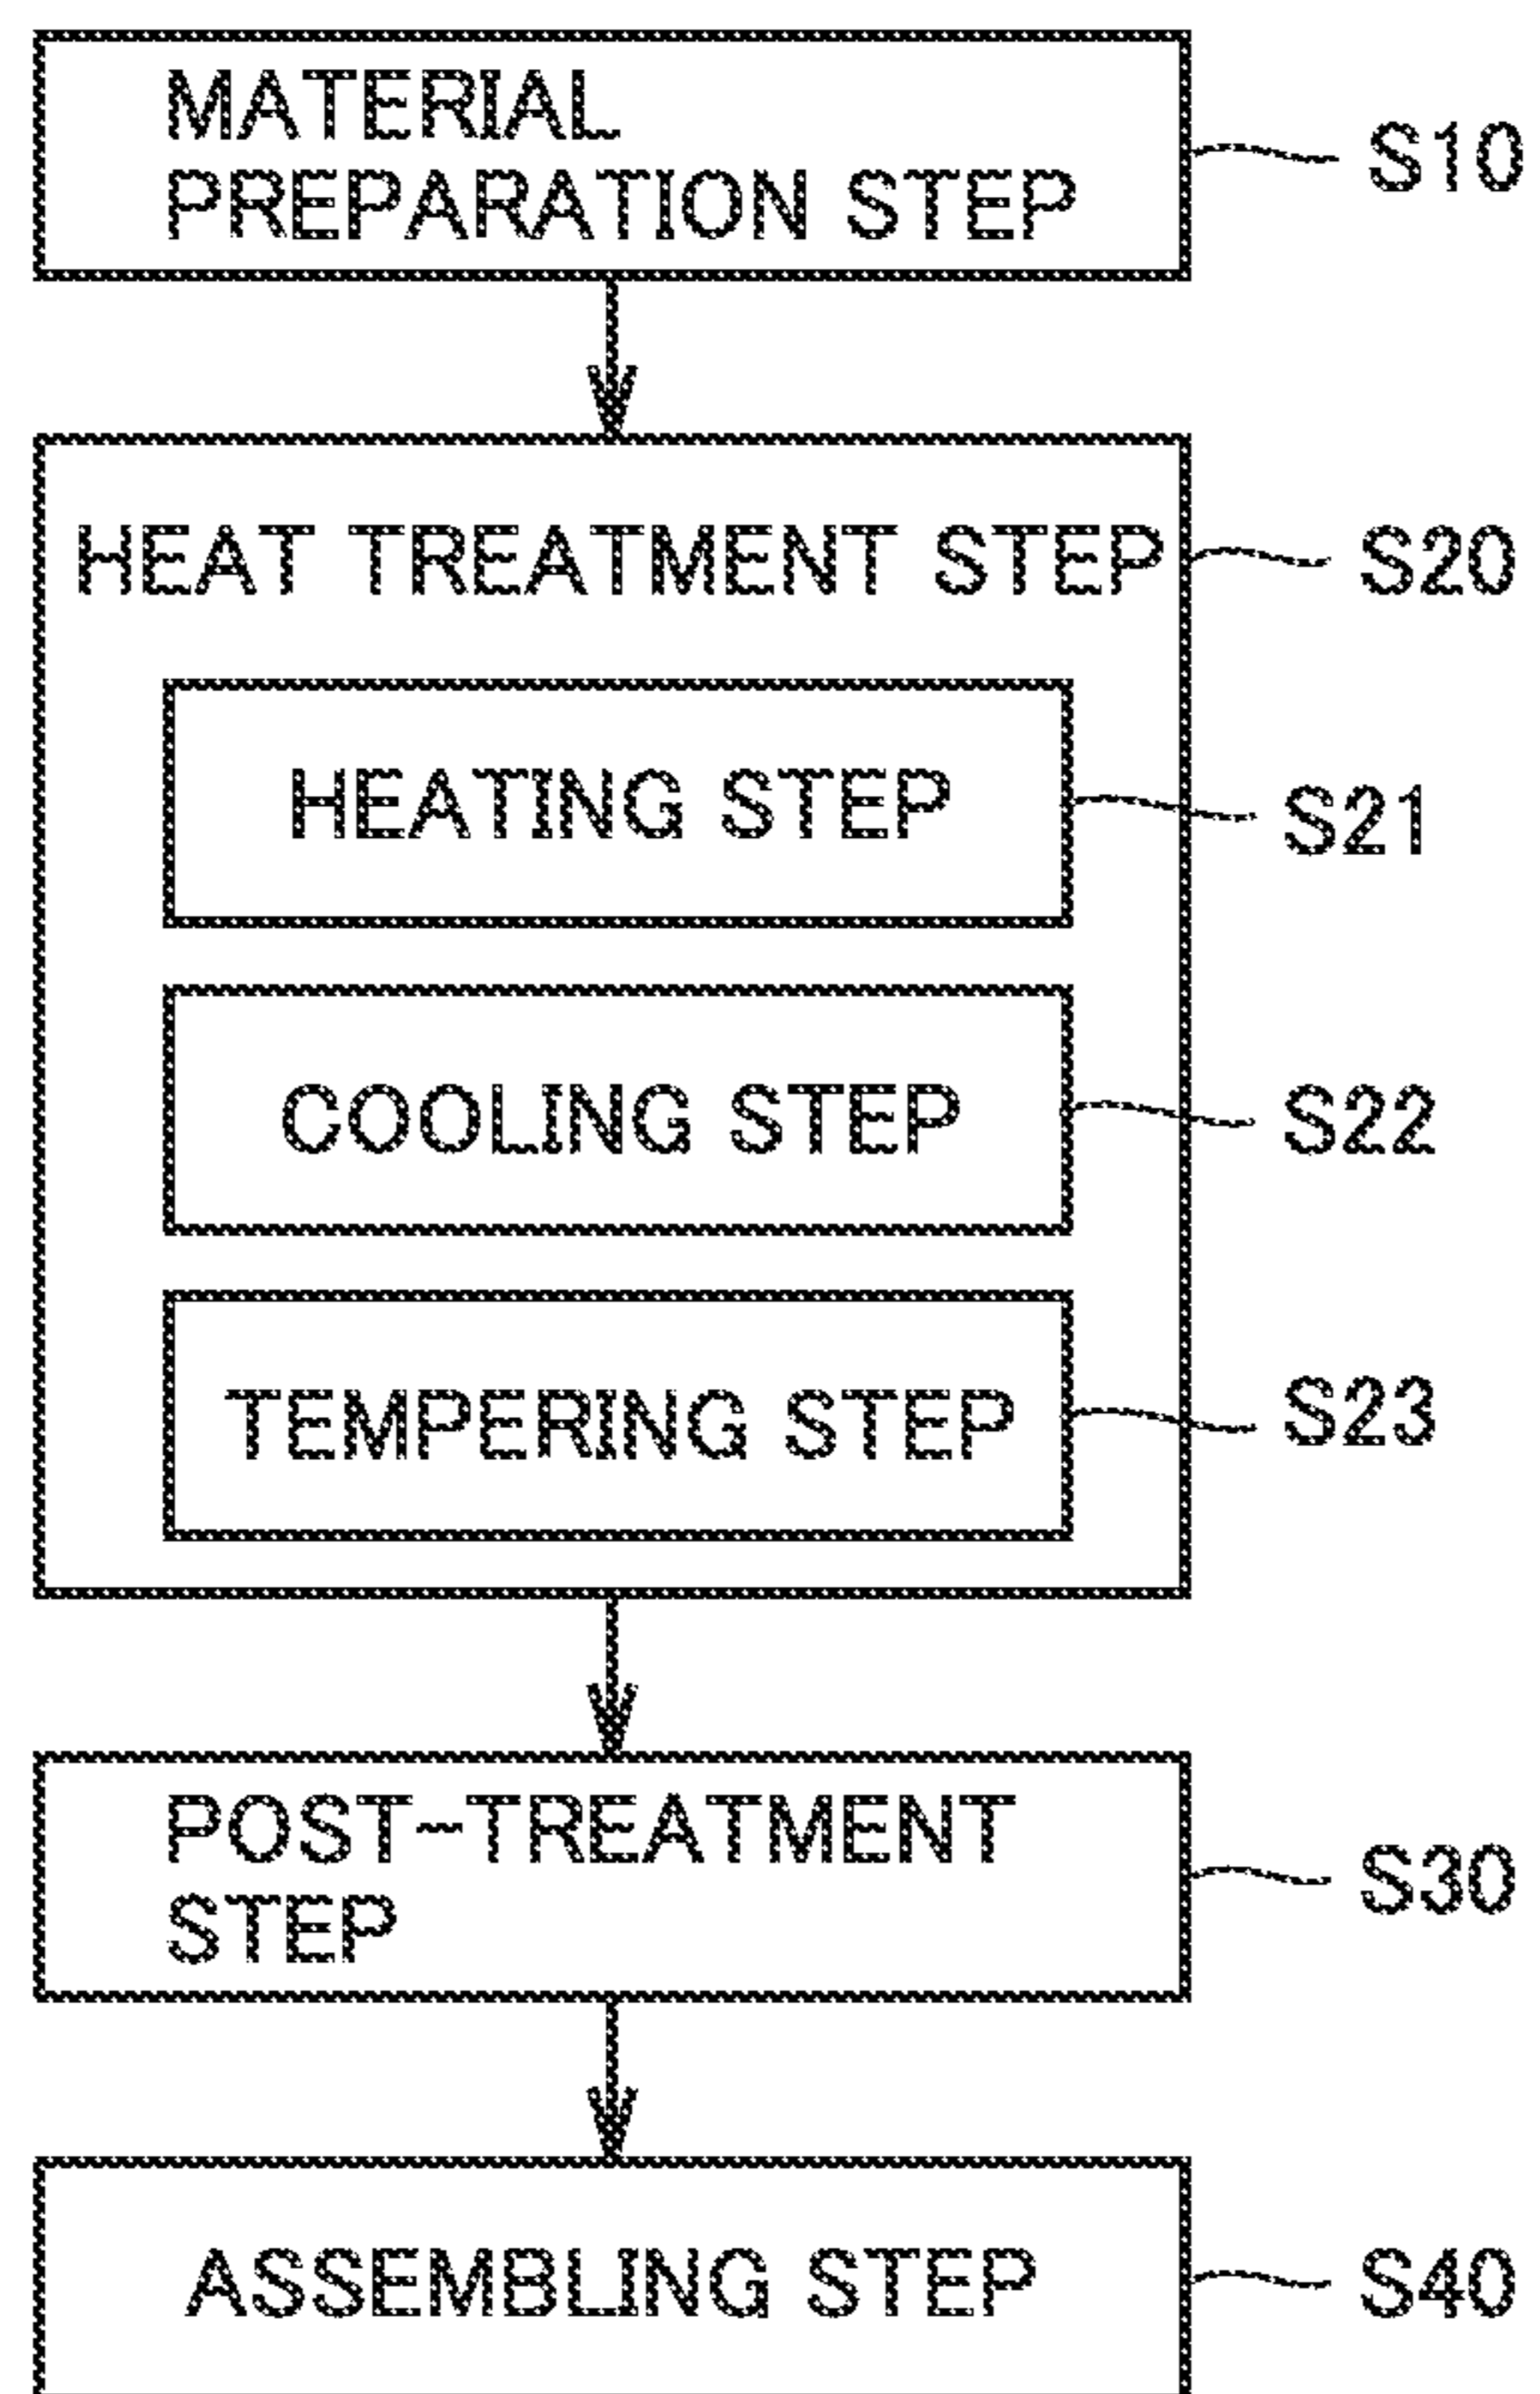 MATERIAL
PREPARATION STEP
S10
HEAT TREATMENT STEP
S20
HEATING STEP
S21
COOLING STEP
S22
TEMPERING STEP
S23
POST-TREATMENT
STEP
S30
ASSEMBLING STEP
S40